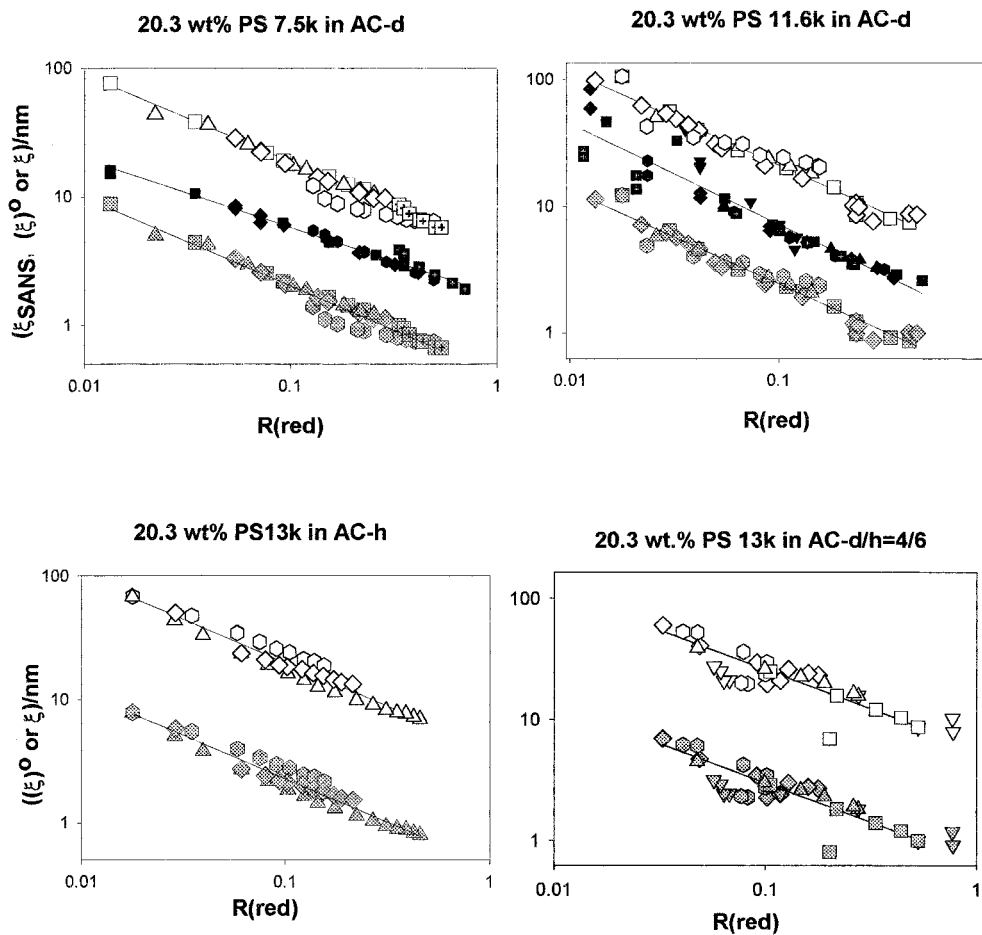 20.3 wt% PS 7.5k in AC-d
20.3 wt% PS 11.6k in AC-d
(ξSANS, (ξ)o or ξ)/nm
100
10
1
0.01
0.1
1
R(red)
100
10
1
0.01
0.1
R(red)
20.3 wt% PS13k in AC-h
20.3 wt.% PS 13k in AC-d/h=4/6
((ξ)o or ξ)/nm
100
10
1
0.01
0.1
1
R(red)
100
10
1
0.01
0.1
1
R(red)